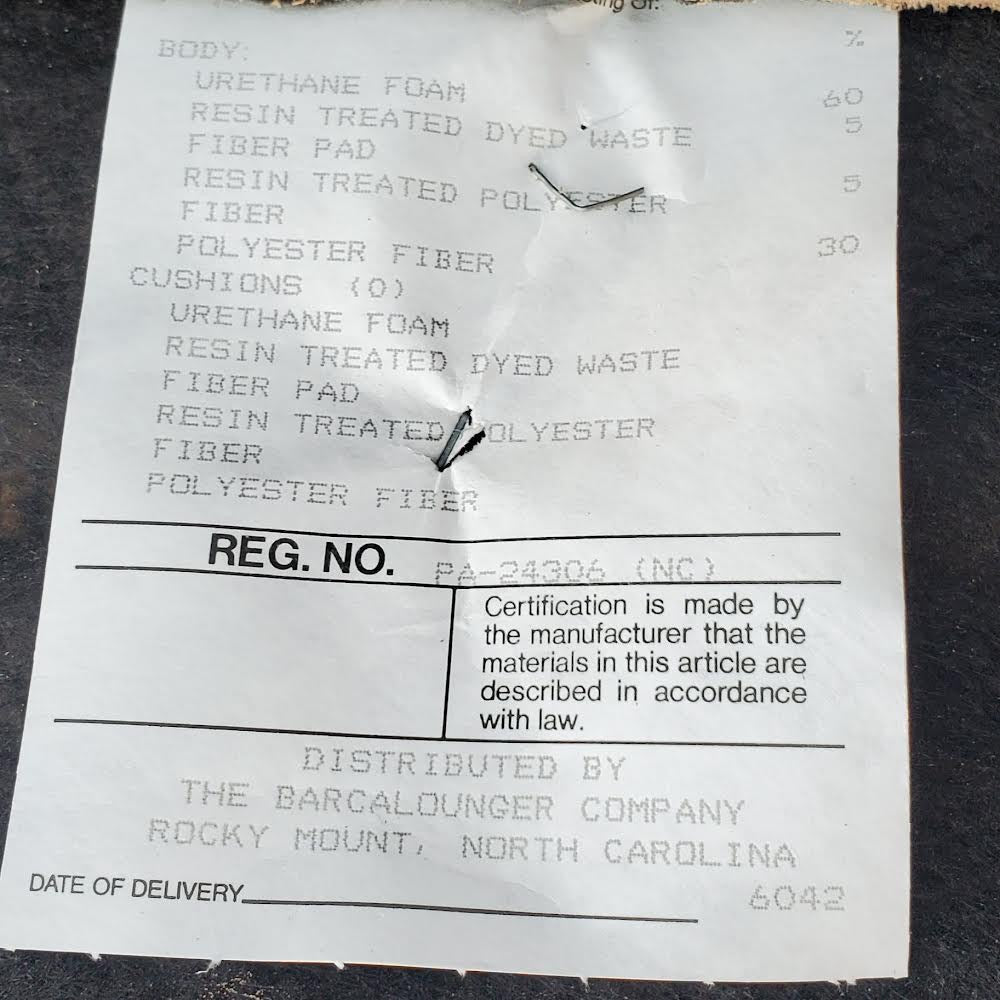 ting Of:
%
BODY:
URETHANE FOAM 60
RESIN TREATED DYED WASTE 5
FIBER PAD
RESIN TREATED POLYESTER 5
FIBER
POLYESTER FIBER 30
CUSHIONS (0)
URETHANE FOAM
RESIN TREATED DYED WASTE
FIBER PAD
RESIN TREATED POLYESTER
FIBER
POLYESTER FIBER
REG. NO. PA-24306 (NC)
Certification is made by
the manufacturer that the
materials in this article are
described in accordance
with law.
DISTRIBUTED BY
THE BARCALOUNGER COMPANY
ROCKY MOUNT, NORTH CAROLINA
DATE OF DELIVERY 6042